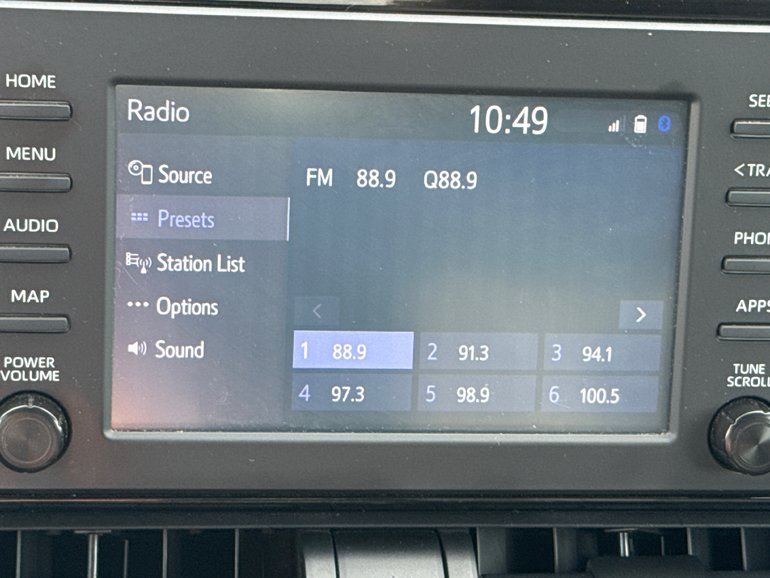 HOME
MENU
AUDIO
MAP
POWER
VOLUME
Radio
10:49
Source
Presets
Station List
Options
Sound
FM 88.9 Q88.9
<
>
1 88.9
2 91.3
3 94.1
4 97.3
5 98.9
6 100.5
SEE
<TRA
PHO
APPS
TUNE
SCROLL